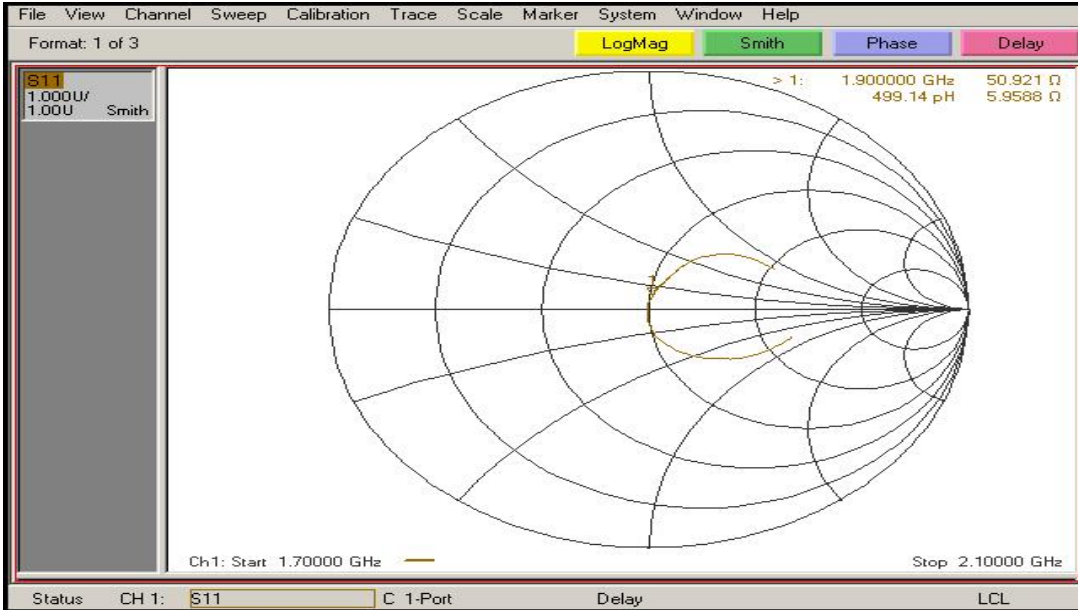 File View Channel Sweep Calibration Trace Scale Marker System Window Help
Format: 1 of 3 LogMag Smith Phase Delay
S11
1.000U/
1.00U Smith
> 1: 1.900000 GHz 50.921 Ω
499.14 pH 5.9588 Ω
1
Ch1: Start 1.70000 GHz Stop 2.10000 GHz
Status CH 1: S11 C 1-Port Delay LCL